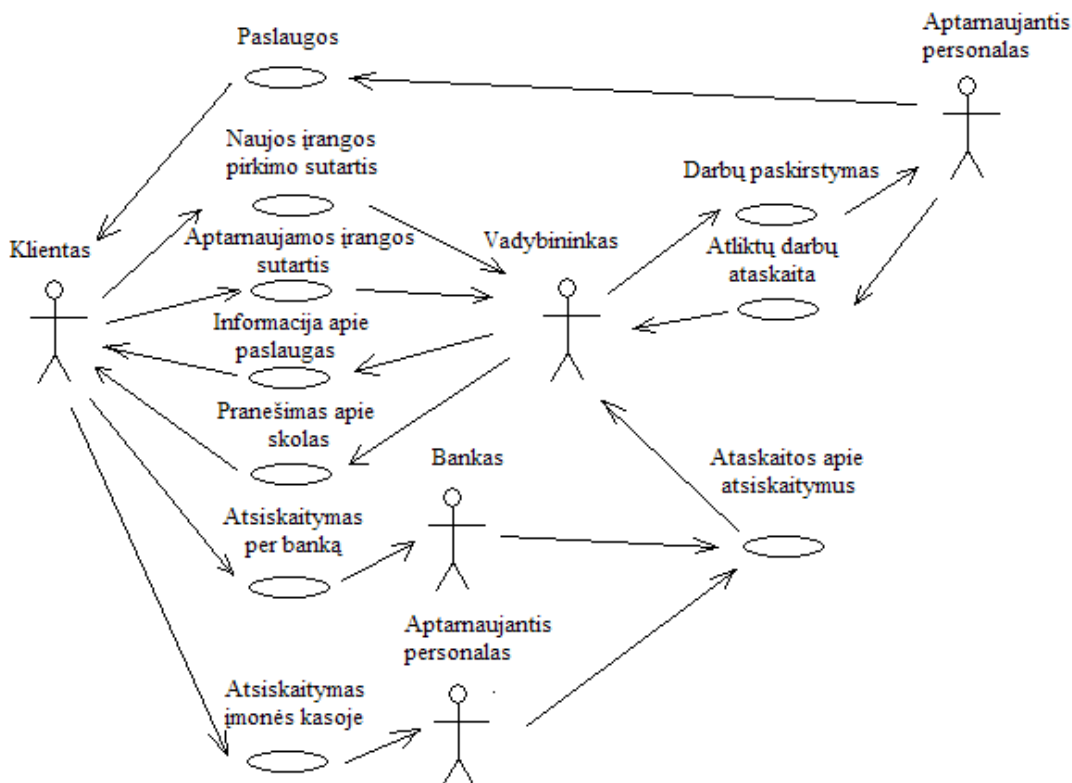 Paslaugos
Aptarnaujantis
personalas
Naujos įrangos
pirkimo sutartis
Darbų paskirstymas
Klientas
Aptarnaujamos įrangos
sutartis
Vadybininkas
Atliktų darbų
ataskaita
Informacija apie
paslaugas
Pranešimas apie
skolas
Bankas
Ataskaitos apie
atsiskaitymus
Atsiskaitymas
per banką
Aptarnaujantis
personalas
Atsiskaitymas
įmonės kasoje